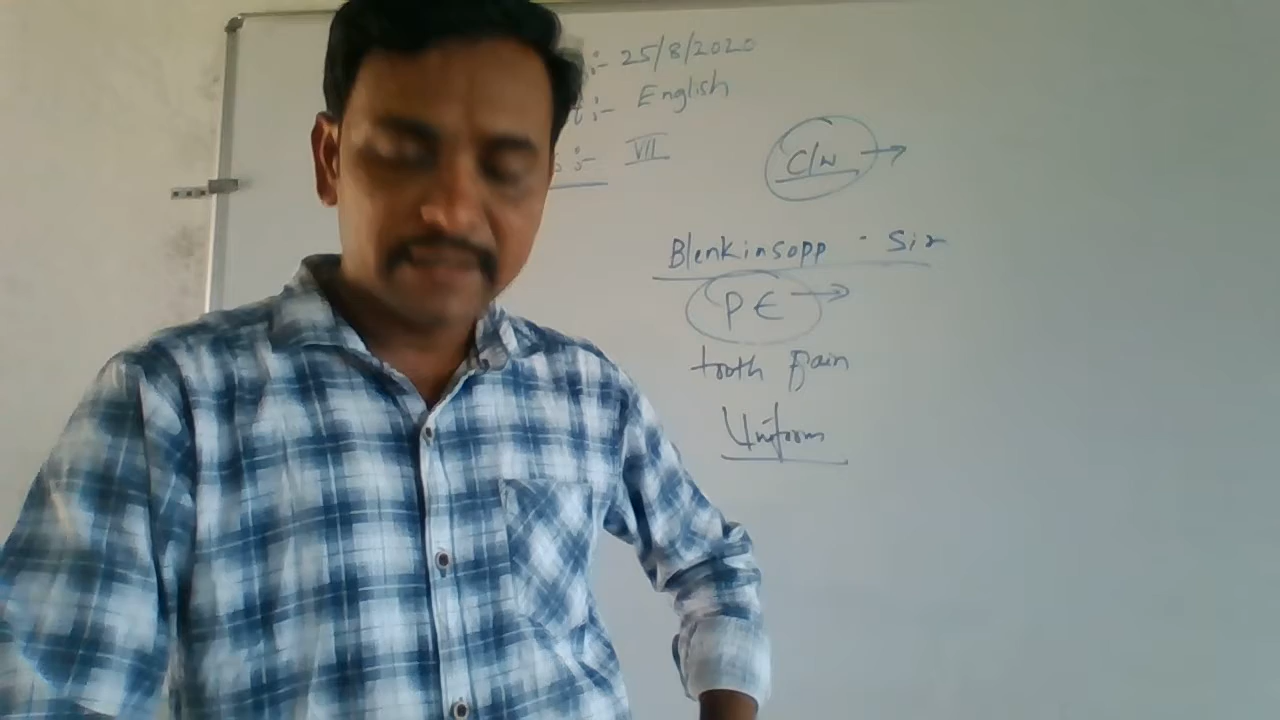 :- 25/8/2020
t:- English
s:- VII
C/W →
Blenkinsopp. Sir
PE →
tooth pain
Uniform